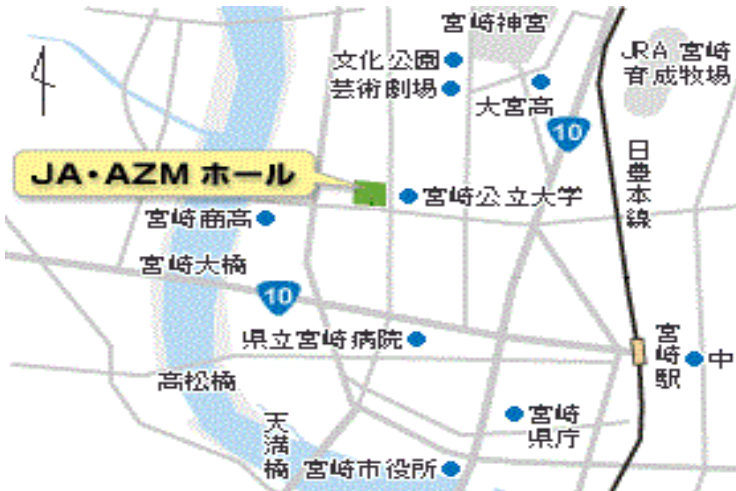 宮崎神宮
文化公園
芸術劇場
大宮高
JRA 宮崎
育成牧場
10
JA・AZM ホール
宮崎公立大学
日豊本線
宮崎商高
宮崎大橋
10
県立宮崎病院
宮崎駅
中
高松橋
天満橋
宮崎
県庁
宮崎市役所